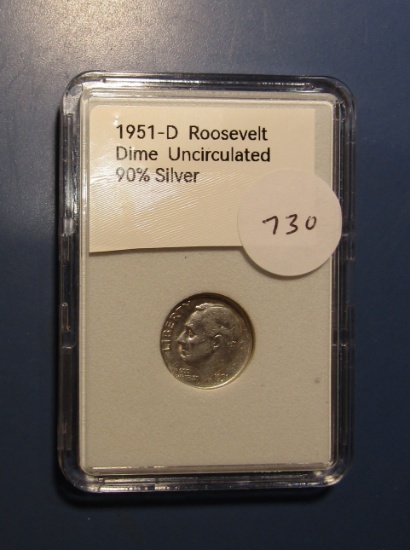 1951-D Roosevelt
Dime Uncirculated
90% Silver
730
LIBERTY